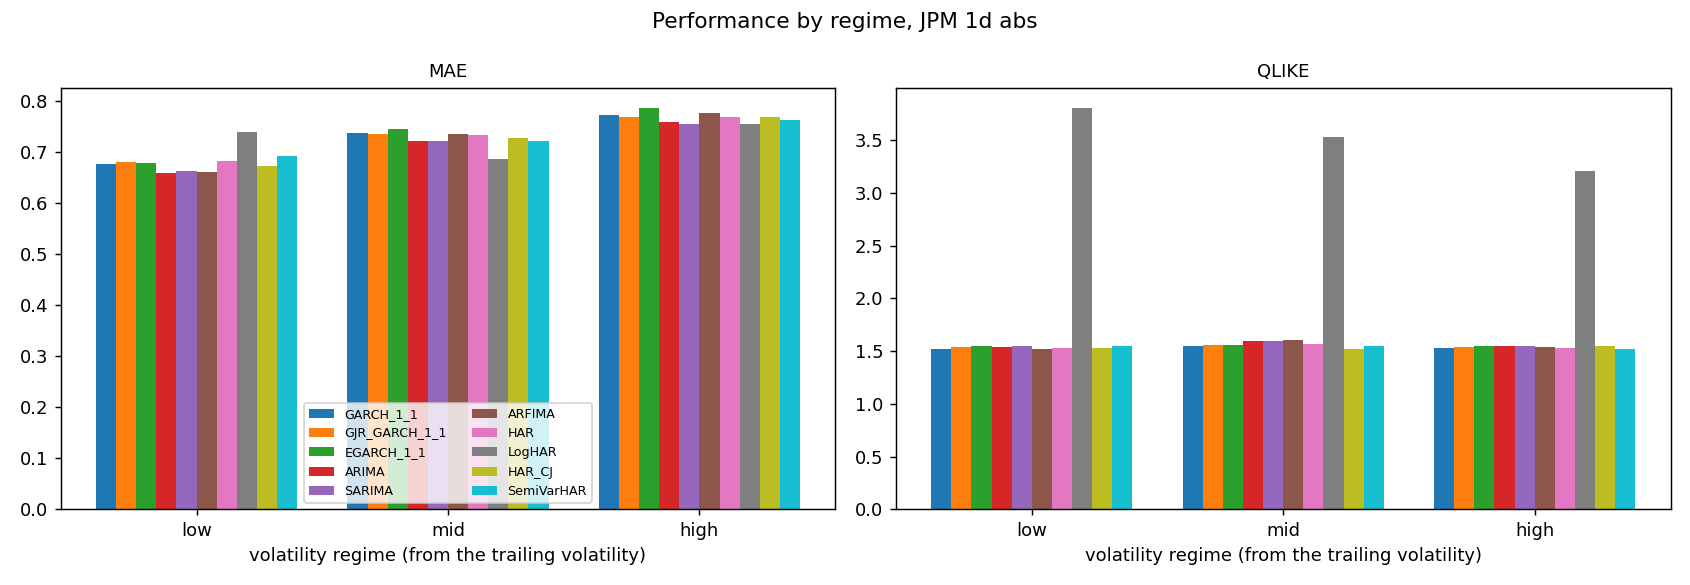 Performance by regime, JPM 1d abs
MAE
0.8
0.7
0.6
0.5
0.4
0.3
0.2
0.1
0.0
GARCH_1_1
GJR_GARCH_1_1
EGARCH_1_1
ARIMA
SARIMA
ARFIMA
HAR
LogHAR
HAR_CJ
SemiVarHAR
low
mid
high
volatility regime (from the trailing volatility)
QLIKE
3.5
3.0
2.5
2.0
1.5
1.0
0.5
0.0
low
mid
high
volatility regime (from the trailing volatility)